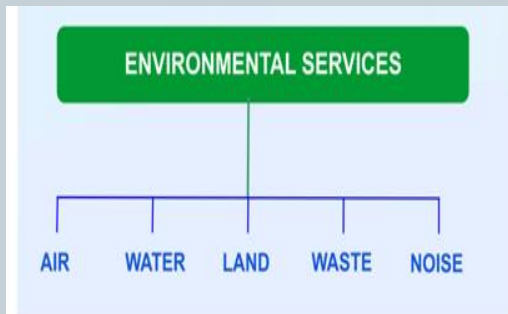 ENVIRONMENTAL SERVICES
AIR WATER LAND WASTE NOISE